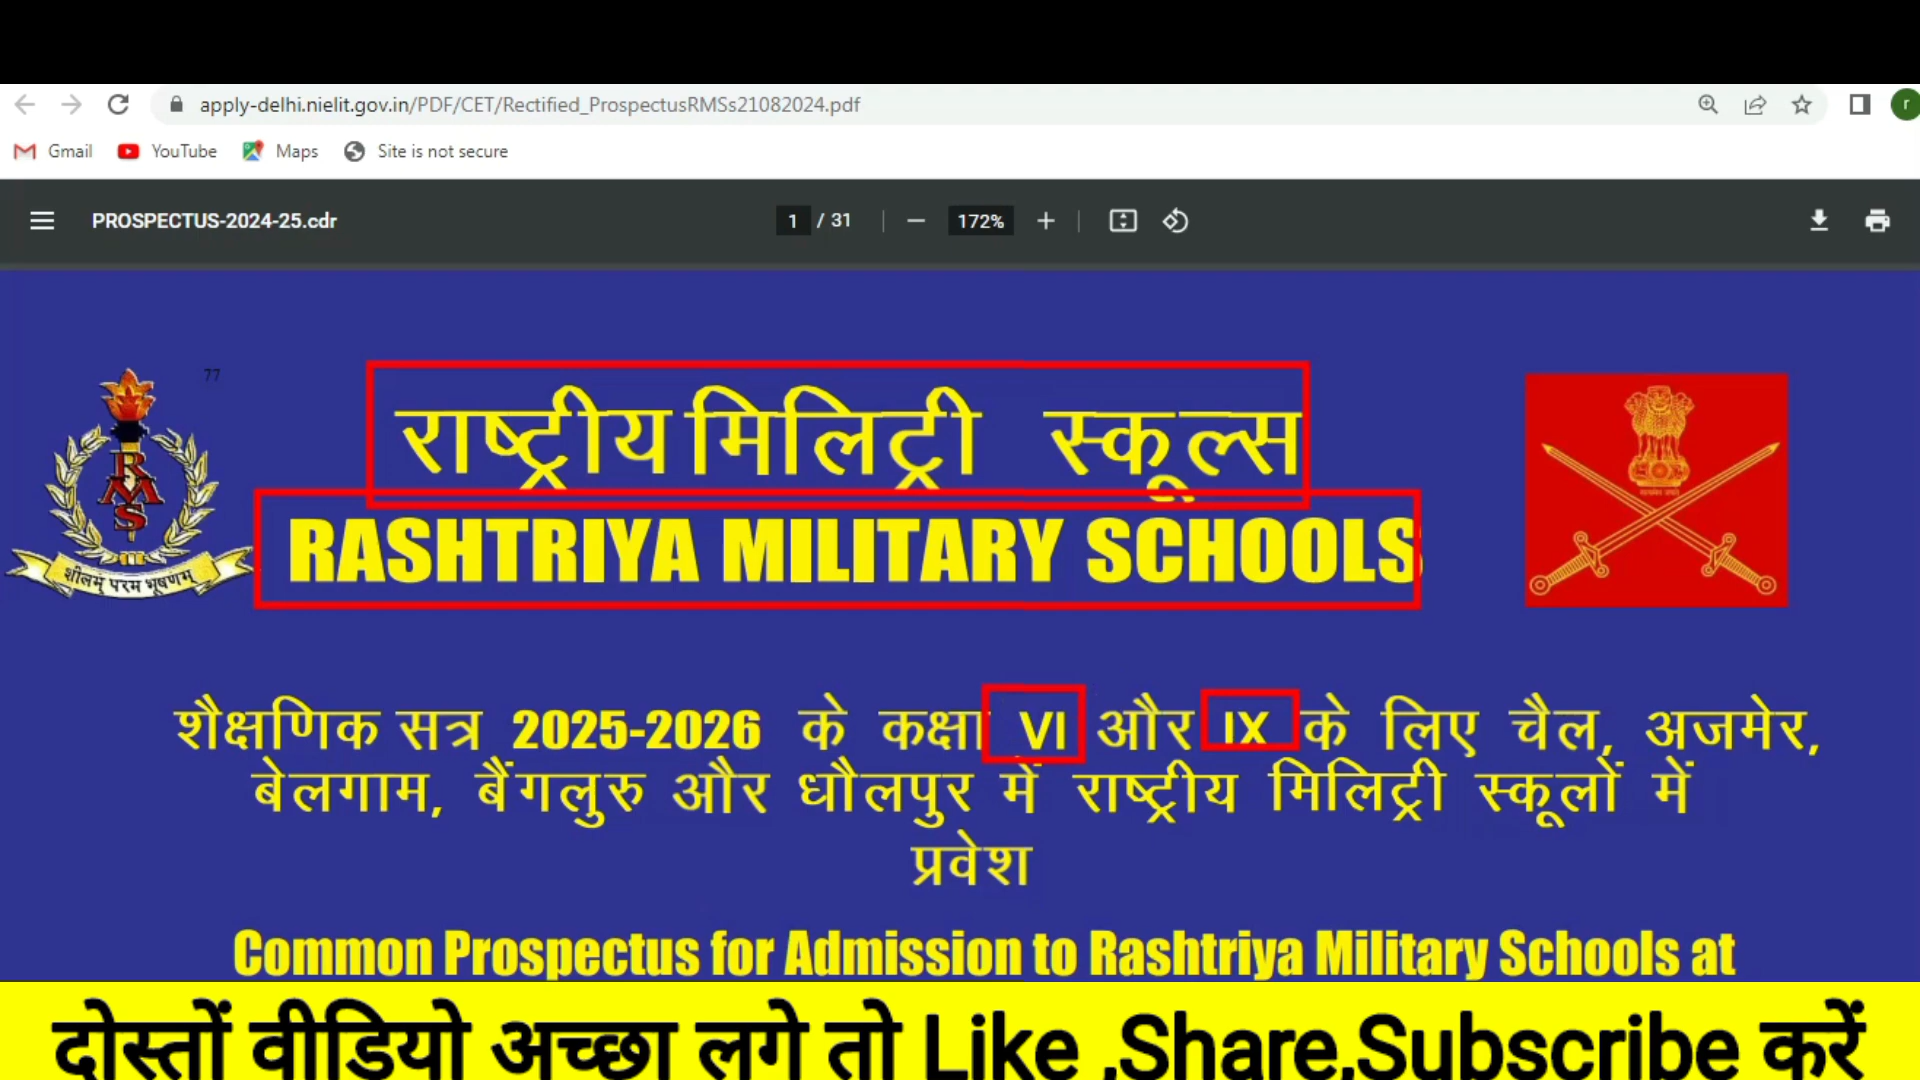 apply-delhi.nielit.gov.in/PDF/CET/Rectified_ProspectusRMSs21082024.pdf
r
Gmail YouTube Maps Site is not secure
PROSPECTUS-2024-25.cdr 1 / 31 172%
77
राष्ट्रीय मिलिट्री स्कूल्स
RMS
शीलम् परम भूषणम्
RASHTRIYA MILITARY SCHOOLS
शैक्षणिक सत्र 2025-2026 के कक्षा VI और IX के लिए चैल, अजमेर,
बेलगाम, बैंगलुरु और धौलपुर में राष्ट्रीय मिलिट्री स्कूलों में
प्रवेश
Common Prospectus for Admission to Rashtriya Military Schools at
दोस्तों वीडियो अच्छा लगे तो Like ,Share,Subscribe करें